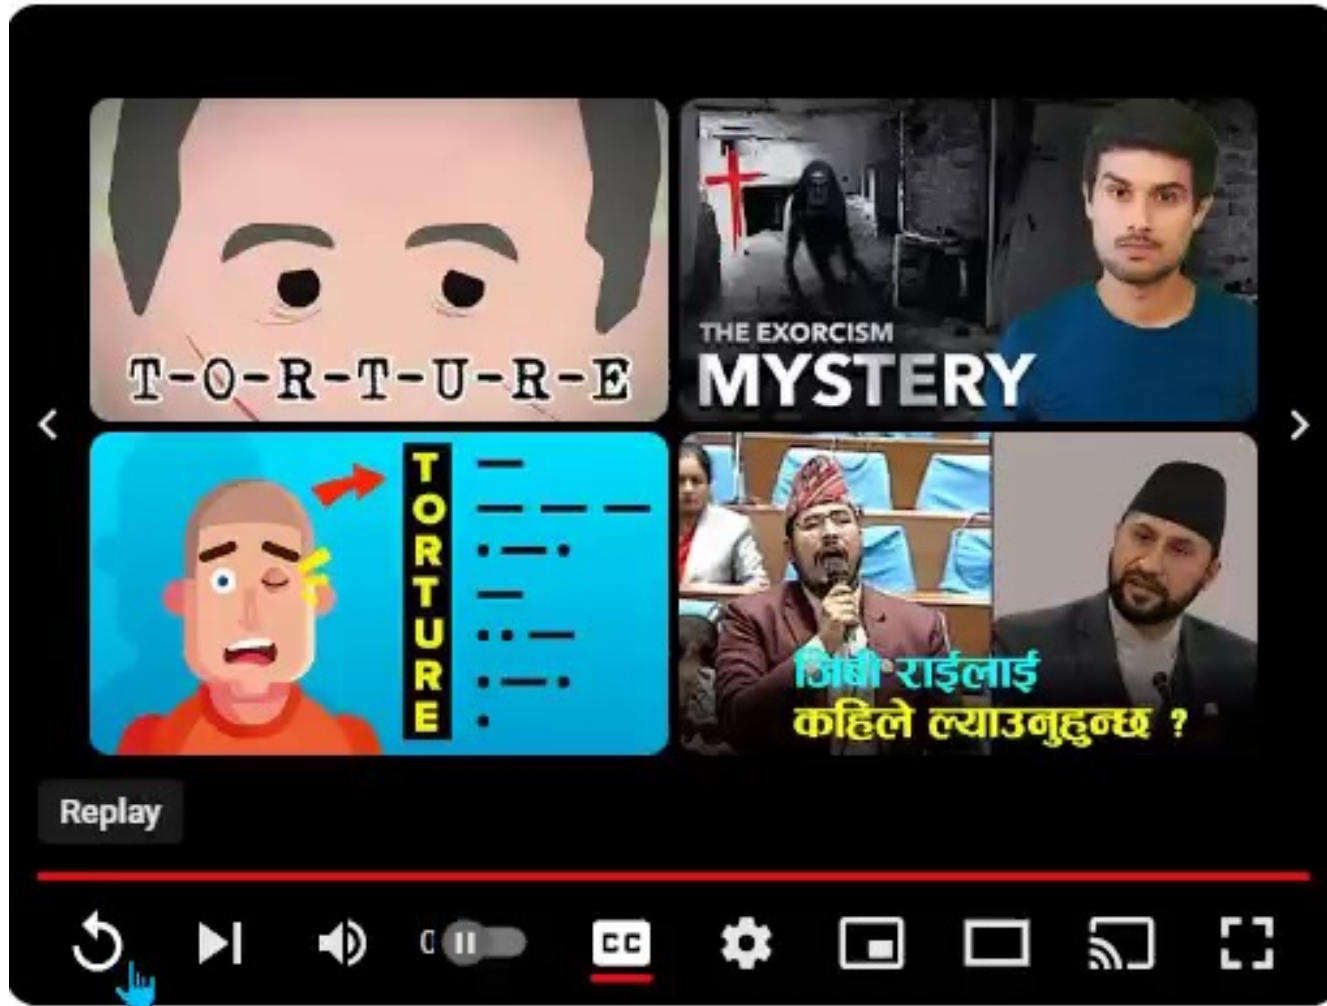 T-O-R-T-U-R-E
THE EXORCISM
MYSTERY
TORTURE
जिबी राईलाई
कहिले ल्याउनुहुन्छ ?
Replay
CC